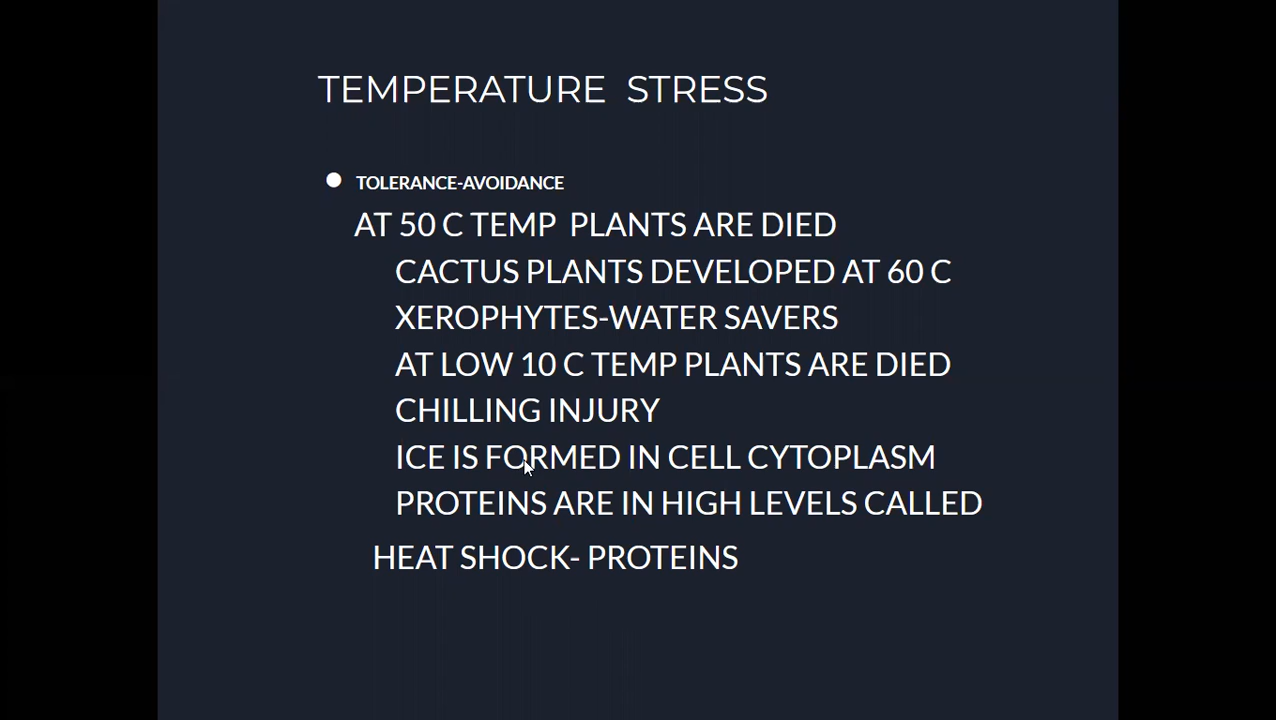 TEMPERATURE STRESS
TOLERANCE-AVOIDANCE
AT 50 C TEMP PLANTS ARE DIED
CACTUS PLANTS DEVELOPED AT 60 C
XEROPHYTES-WATER SAVERS
AT LOW 10 C TEMP PLANTS ARE DIED
CHILLING INJURY
ICE IS FORMED IN CELL CYTOPLASM
PROTEINS ARE IN HIGH LEVELS CALLED
HEAT SHOCK- PROTEINS